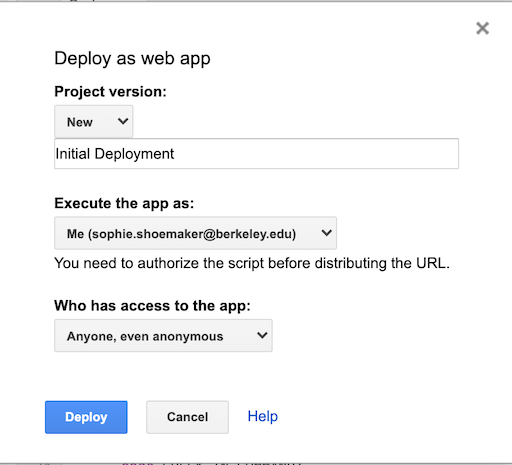 Deploy as web app
Project version:
New
Initial Deployment
Execute the app as:
Me (sophie.shoemaker@berkeley.edu)
You need to authorize the script before distributing the URL.
Who has access to the app:
Anyone, even anonymous
Deploy Cancel Help